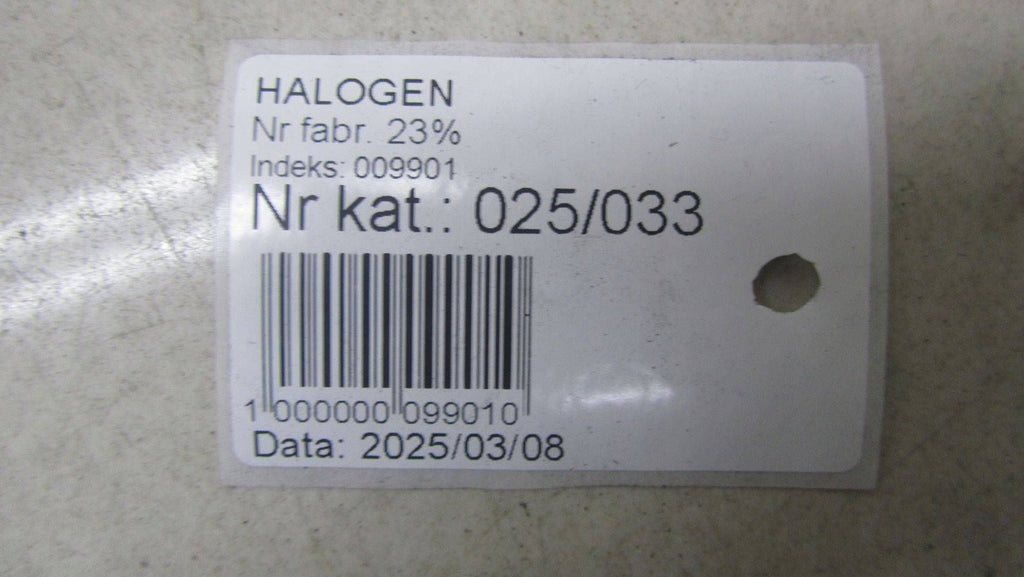 HALOGEN
Nr fabr. 23%
Indeks: 009901
Nr kat.: 025/033
1 000000 099010
Data: 2025/03/08